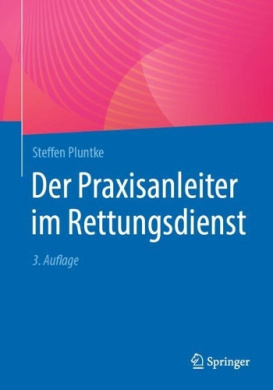 Steffen Pluntke
Der Praxisanleiter
im Rettungsdienst
3. Auflage
Springer